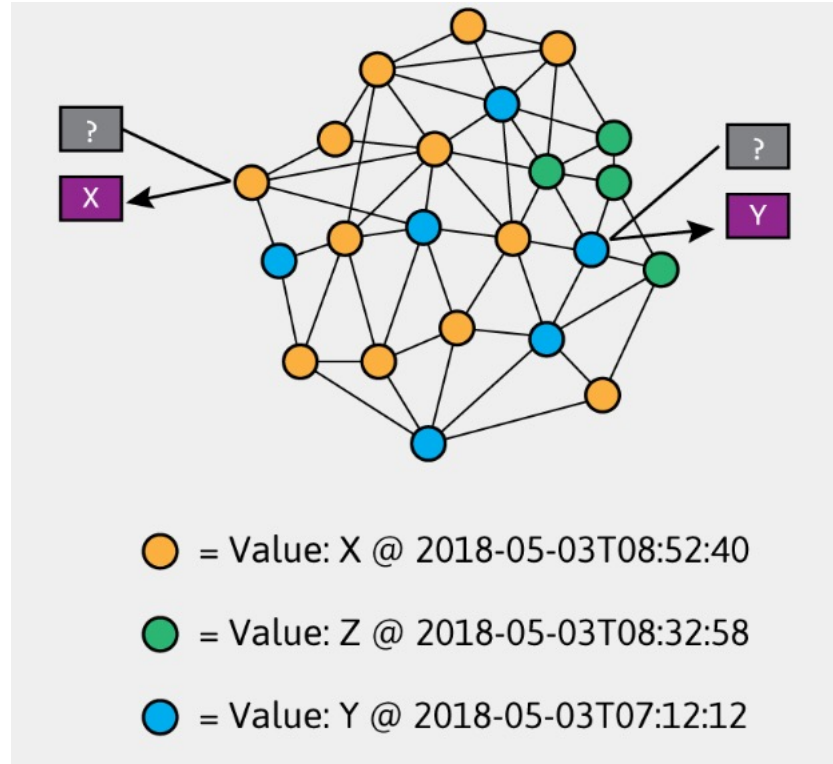 ?
X
?
Y
= Value: X @ 2018-05-03T08:52:40
= Value: Z @ 2018-05-03T08:32:58
= Value: Y @ 2018-05-03T07:12:12